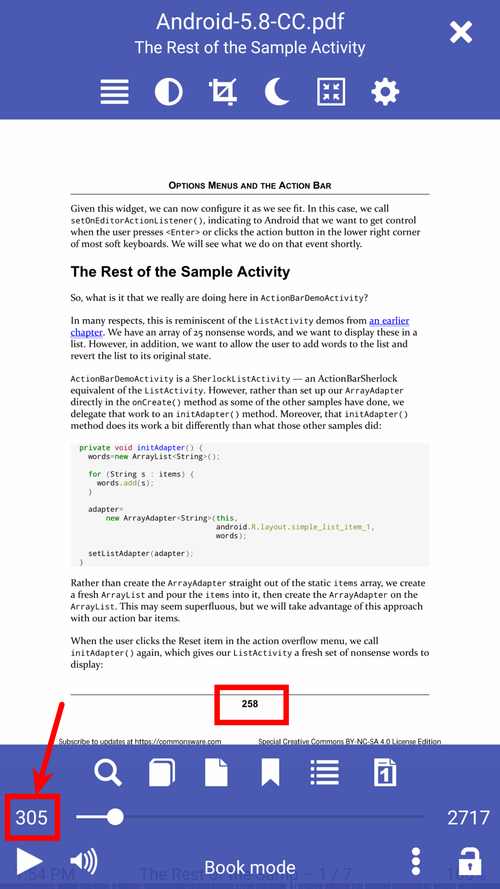 Android-5.8-CC.pdf
The Rest of the Sample Activity
OPTIONS MENUS AND THE ACTION BAR
Given this widget, we can now configure it as we see fit. In this case, we call
setOnEditorActionListener(), indicating to Android that we want to get control
when the user presses <Enter> or clicks the action button in the lower right corner
of most soft keyboards. We will see what we do on that event shortly.
The Rest of the Sample Activity
So, what is it that we really are doing here in ActionBarDemoActivity?
In many respects, this is reminiscent of the ListActivity demos from an earlier
chapter. We have an array of 25 nonsense words, and we want to display these in a
list. However, in addition, we want to allow the user to add words to the list and
revert the list to its original state.
ActionBarDemoActivity is a SherlockListActivity — an ActionBarSherlock
equivalent of the ListActivity. However, rather than set up our ArrayAdapter
directly in the onCreate() method as some of the other samples have done, we
delegate that work to an initAdapter() method. Moreover, that initAdapter()
method does its work a bit differently than what those other samples did:
private void initAdapter() {
words=new ArrayList<String>();
for (String s : items) {
words.add(s);
}
adapter=
new ArrayAdapter<String>(this,
android.R.layout.simple_list_item_1,
words);
setListAdapter(adapter);
}
Rather than create the ArrayAdapter straight out of the static items array, we create
a fresh ArrayList and pour the items into it, then create the ArrayAdapter on the
ArrayList. This may seem superfluous, but we will take advantage of this approach
with our action bar items.
When the user clicks the Reset item in the action overflow menu, we call
initAdapter() again, which gives our ListActivity a fresh set of nonsense words to
display:
258
Subscribe to updates at https://commonsware.com Special Creative Commons BY-NC-SA 4.0 License Edition
1
305 2717
Book mode
:54 PM The Rest of the Samp – 1 / 7 100%